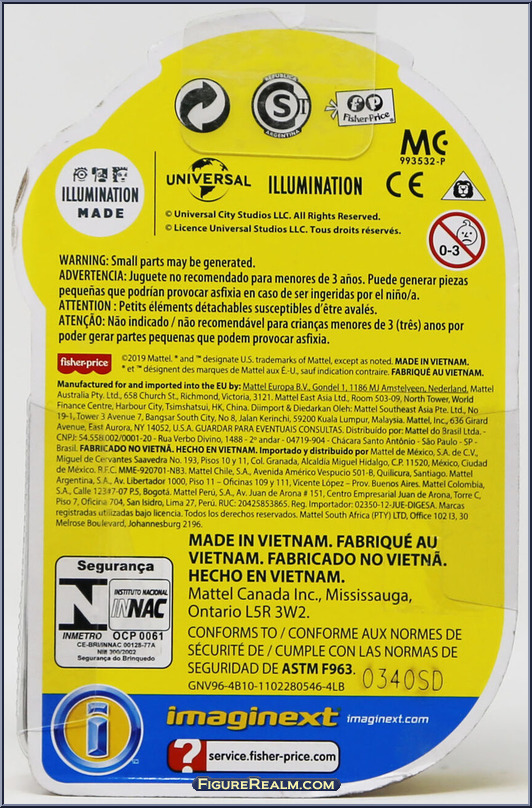 REPUBLICA
S T
ARGENTINA
fp
Fisher-Price
MC
993532-P
ILLUMINATION
MADE
UNIVERSAL
ILLUMINATION
CE
© Universal City Studios LLC. All Rights Reserved.
© Licence Universal Studios LLC. Tous droits réservés.
0-3
WARNING: Small parts may be generated.
ADVERTENCIA: Juguete no recomendado para menores de 3 años. Puede generar piezas
pequeñas que podrían provocar asfixia en caso de ser ingeridas por el niño/a.
ATTENTION : Petits éléments détachables susceptibles d'être avalés.
ATENÇÃO: Não indicado / não recomendável para crianças menores de 3 (três) anos por
poder gerar partes pequenas que podem provocar asfixia.
fisher-price
©2019 Mattel. ® and ™ designate U.S. trademarks of Mattel, except as noted. MADE IN VIETNAM.
® et ™ désignent des marques de Mattel aux É.-U., sauf indication contraire. FABRIQUÉ AU VIETNAM.
Manufactured for and imported into the EU by: Mattel Europa B.V., Gondel 1, 1186 MJ Amstelveen, Nederland. Mattel
Australia Pty. Ltd., 658 Church St., Richmond, Victoria, 3121. Mattel East Asia Ltd., Room 503-09, North Tower, World
Finance Centre, Harbour City, Tsimshatsui, HK, China. Diimport & Diedarkan Oleh: Mattel Southeast Asia Pte. Ltd., No
19-1, Tower 3 Avenue 7, Bangsar South City, No 8, Jalan Kerinchi, 59200 Kuala Lumpur, Malaysia. Mattel, Inc., 636 Girard
Avenue, East Aurora, NY 14052, U.S.A. GUARDAR PARA EVENTUAIS CONSULTAS. Distribuido por: Mattel do Brasil Ltda.-
CNPJ: 54.558.002/0001-20 - Rua Verbo Divino, 1488 - 2º andar - 04719-904 - Chácara Santo Antônio - São Paulo - SP -
Brasil. FABRICADO NO VIETNÃ. HECHO EN VIETNAM. Importado y distribuido por Mattel de México, S.A. de C.V.,
Miguel de Cervantes Saavedra No. 193, Pisos 10 y 11, Col. Granada, Alcaldía Miguel Hidalgo, C.P. 11520, México, Ciudad
de México. R.F.C. MME-920701-NB3. Mattel Chile, S.A., Avenida Américo Vespucio 501-B, Quilicura, Santiago. Mattel
Argentina, S.A., Av. Libertador 1000, Piso 11 – Oficinas 109 y 111, Vicente López – Prov. Buenos Aires. Mattel Colombia,
S.A., Calle 123#7-07 P.5, Bogotá. Mattel Perú, S.A., Av. Juan de Arona # 151, Centro Empresarial Juan de Arona, Torre C,
Piso 7, Oficina 704, San Isidro, Lima 27, Perú. RUC: 20425853865. Reg. Importador: 02350-12-JUE-DIGESA. Marcas
registradas utilizadas bajo licencia. Todos los derechos reservados. Mattel South Africa (PTY) LTD, Office 102 I3, 30
Melrose Boulevard, Johannesburg 2196.
MADE IN VIETNAM. FABRIQUÉ AU
VIETNAM. FABRICADO NO VIETNÃ.
HECHO EN VIETNAM.
Mattel Canada Inc., Mississauga,
Ontario L5R 3W2.
CONFORMS TO / CONFORME AUX NORMES DE
SÉCURITÉ DE / CUMPLE CON LAS NORMAS DE
SEGURIDAD DE ASTM F963.
0340SD
GNV96-4B10-1102280546-4LB
Segurança
N
INSTITUTO NACIONAL
INNAC
INMETRO OCP 0061
CE-BRI/INNAC 00128-77A
NM 300/2002
Segurança do Brinquedo
i
imaginext
imaginext.com
?
service.fisher-price.com
FigureRealm.com